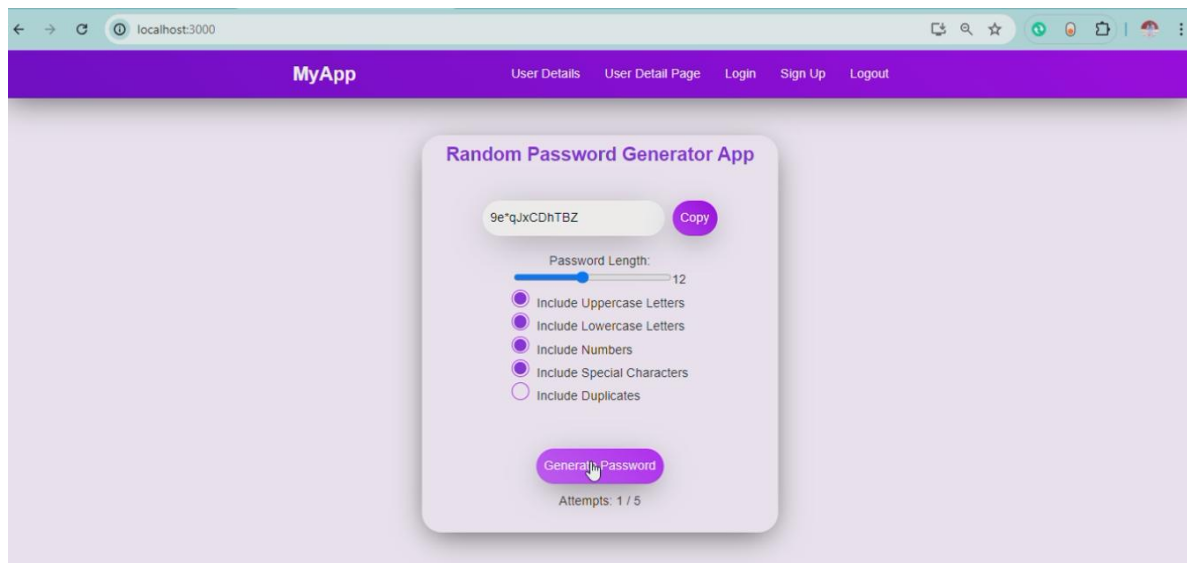 localhost:3000
MyApp User Details User Detail Page Login Sign Up Logout
Random Password Generator App
9e*qJxCDhTBZ Copy
Password Length:
12
Include Uppercase Letters
Include Lowercase Letters
Include Numbers
Include Special Characters
Include Duplicates
Generate Password
Attempts: 1 / 5